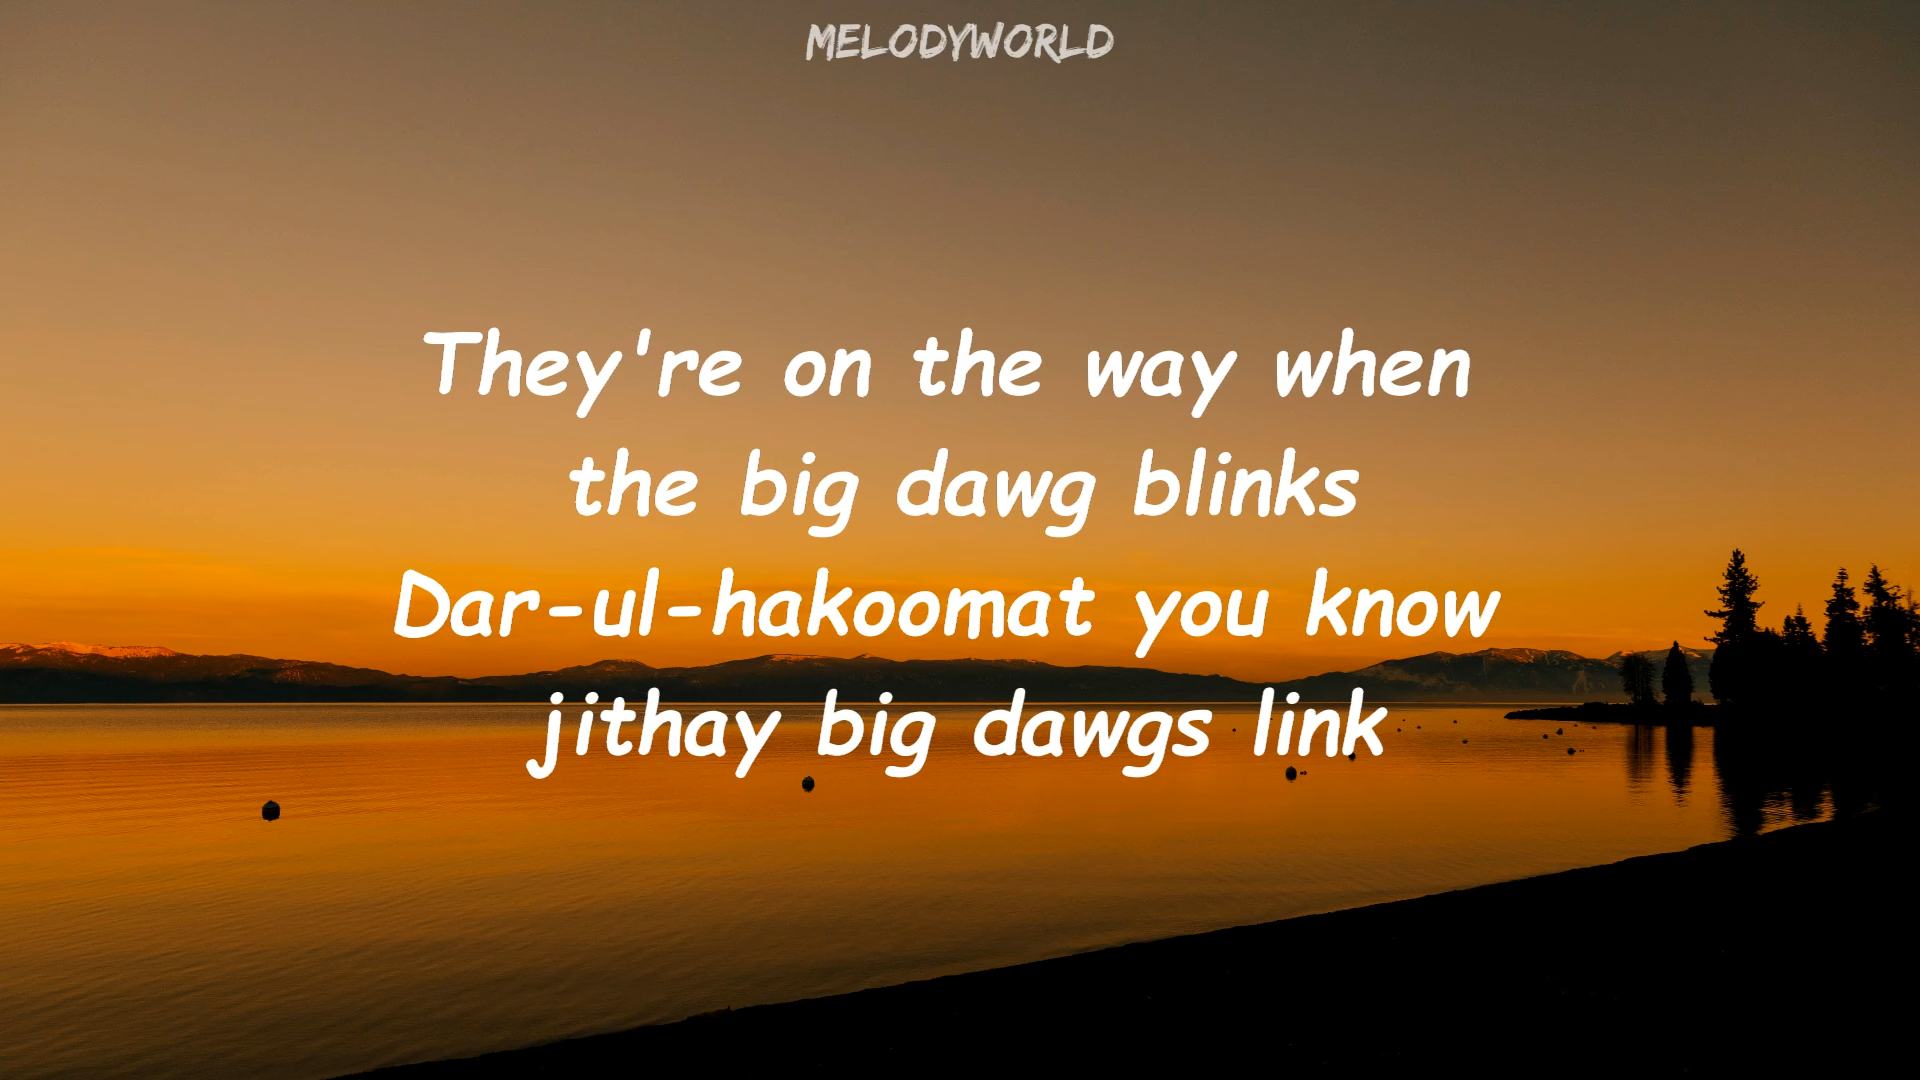 MELODYWORLD
They're on the way when
the big dawg blinks
Dar-ul-hakoomat you know
jithay big dawgs link